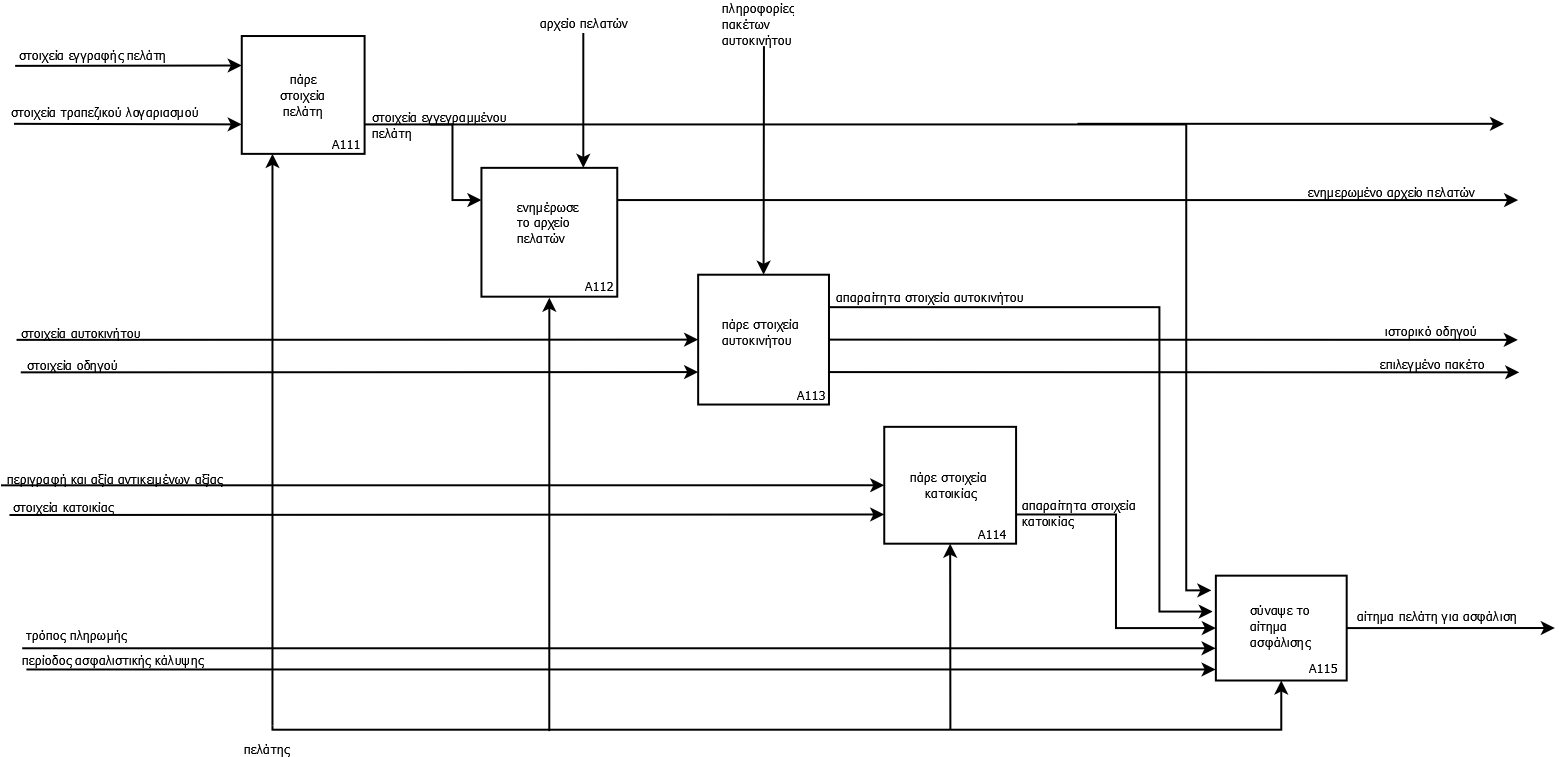 πληροφορίες
πακέτων
αυτοκινήτου
αρχείο πελατών
στοιχεία εγγραφής πελάτη
πάρε
στοιχεία
πελάτη
στοιχεία τραπεζικού λογαριασμού
στοιχεία εγγεγραμμένου
πελάτη
A111
ενημέρωσε
το αρχείο
πελατών
ενημερωμένο αρχείο πελατών
A112
απαραίτητα στοιχεία αυτοκινήτου
στοιχεία αυτοκινήτου
πάρε στοιχεία
αυτοκινήτου
ιστορικό οδηγού
στοιχεία οδηγού
επιλεγμένο πακέτο
A113
περιγραφή και αξία αντικειμένων αξίας
πάρε στοιχεία
κατοικίας
στοιχεία κατοικίας
απαραίτητα στοιχεία
κατοικίας
A114
σύναψε το
αίτημα
ασφάλισης
αίτημα πελάτη για ασφάλιση
τρόπος πληρωμής
περίοδος ασφαλιστικής κάλυψης
A115
πελάτης